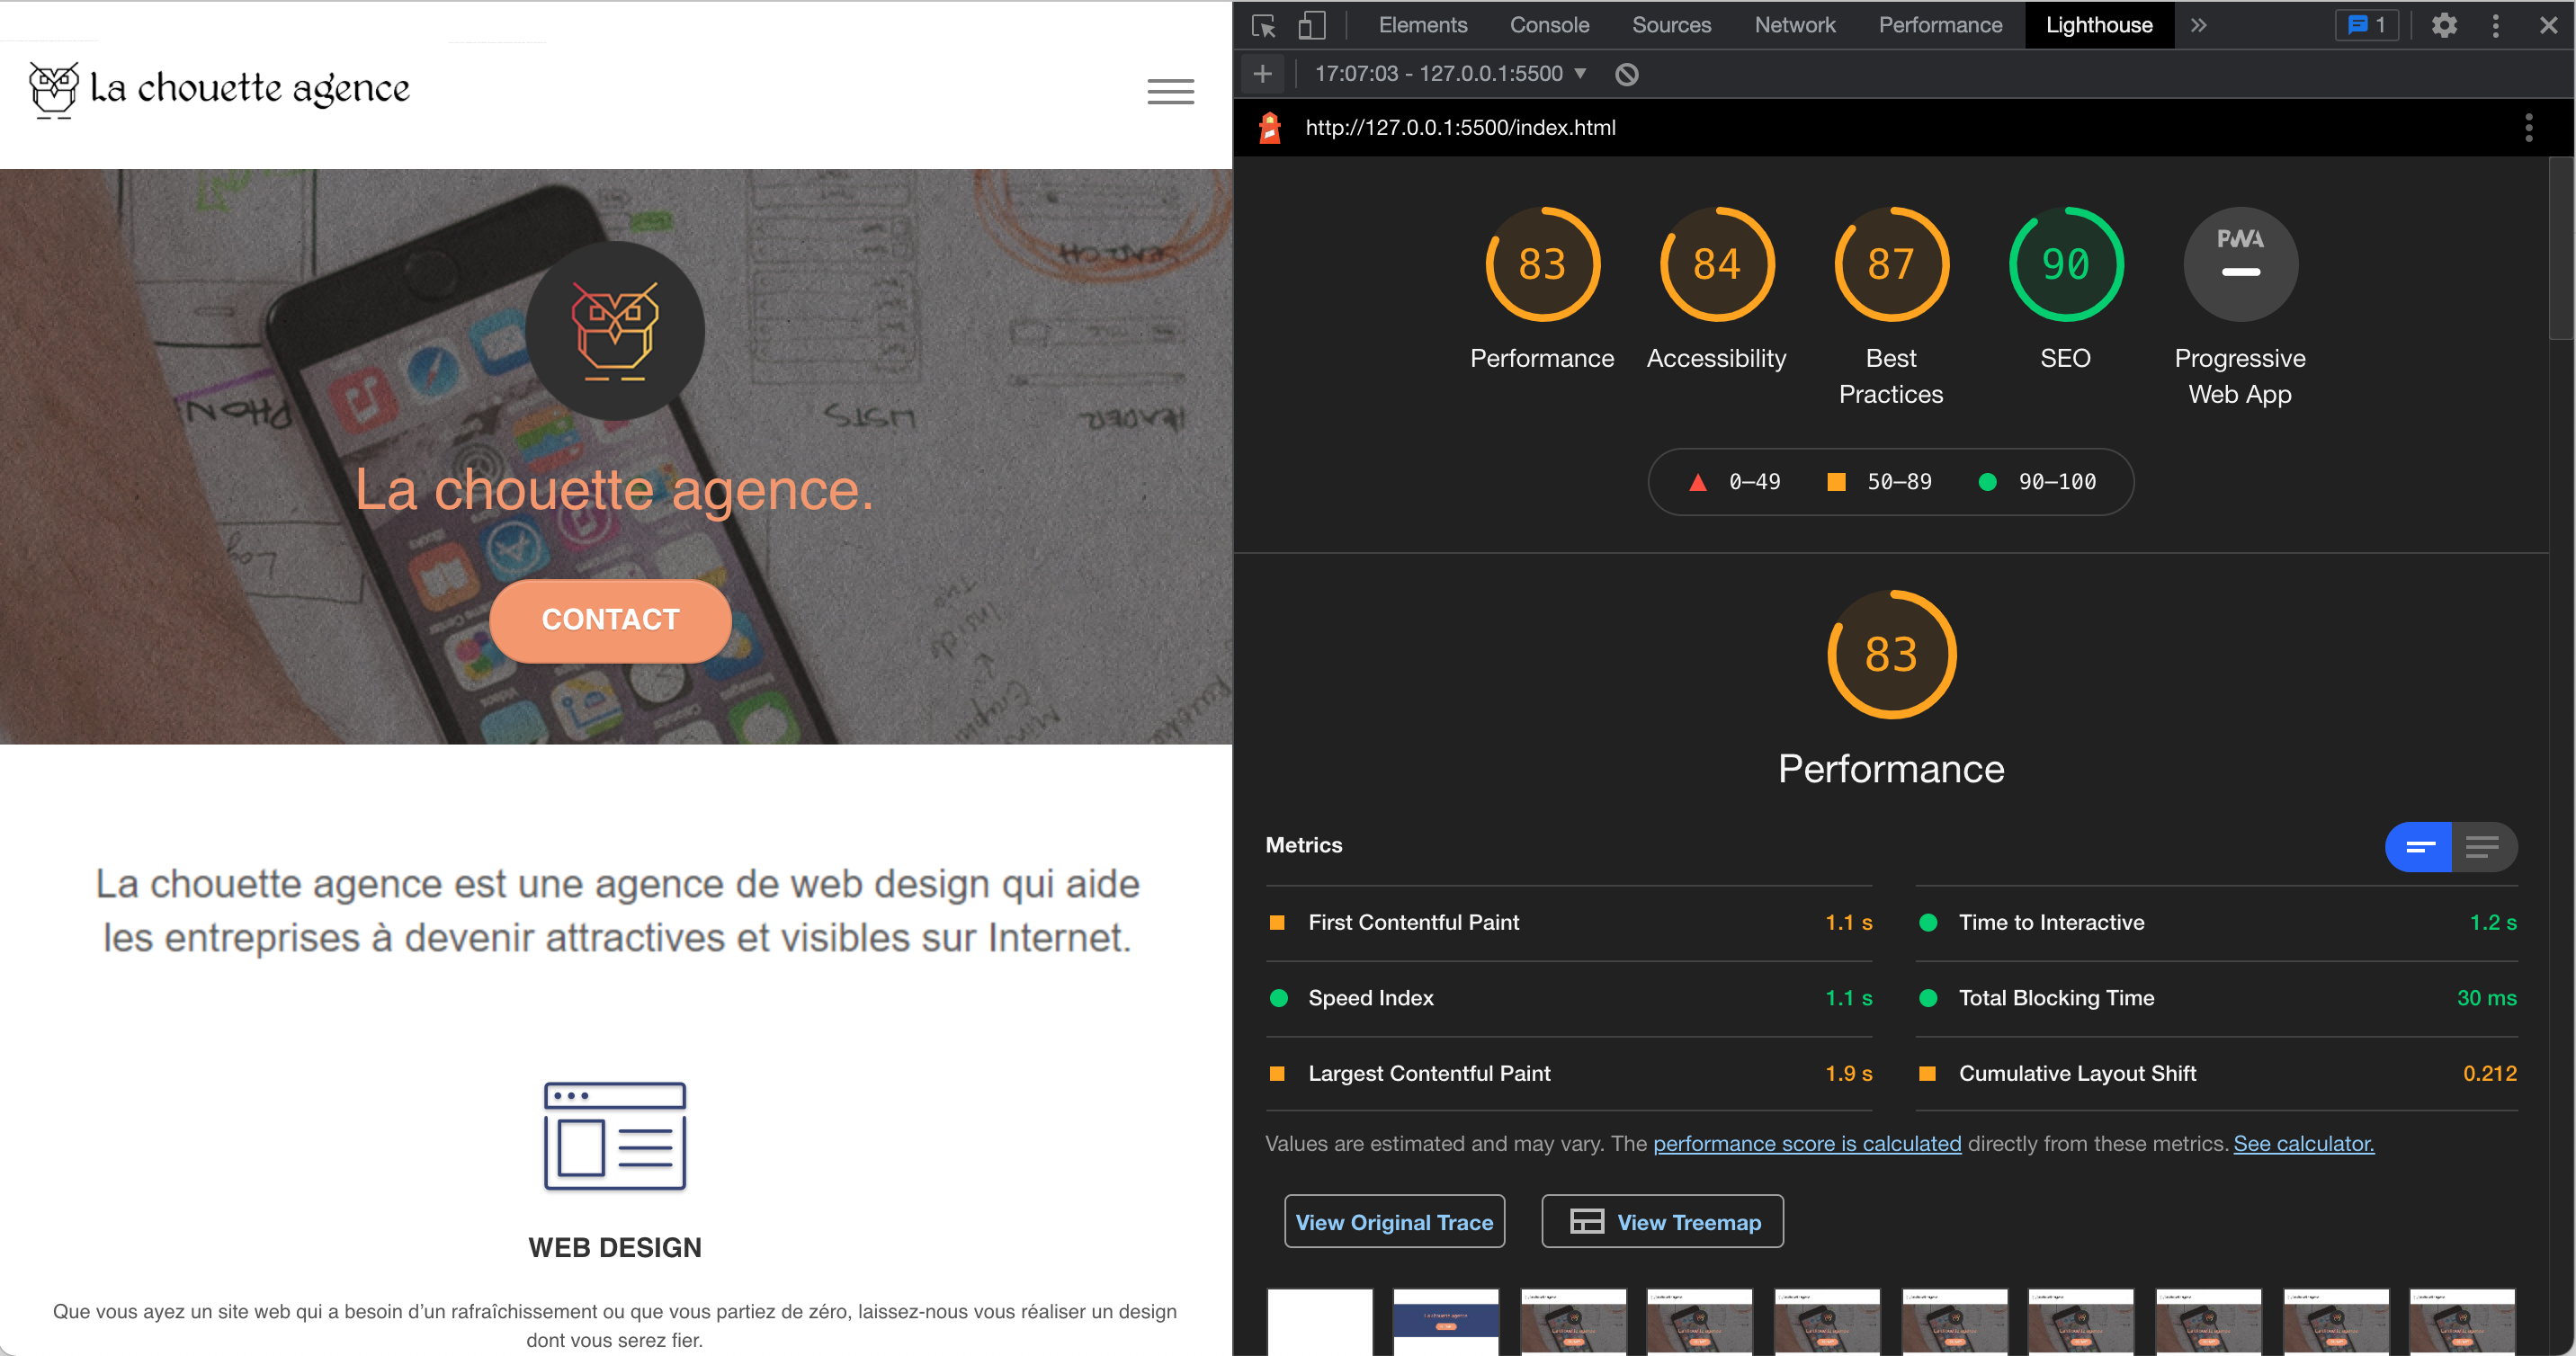 La chouette agence
La chouette agence.
CONTACT
La chouette agence est une agence de web design qui aide
les entreprises à devenir attractives et visibles sur Internet.
WEB DESIGN
Que vous ayez un site web qui a besoin d’un rafraîchissement ou que vous partiez de zéro, laissez-nous vous réaliser un design
dont vous serez fier.
SEARCH
PHON
LISTS
HEADER
Elements Console Sources Network Performance Lighthouse » 1
17:07:03 - 127.0.0.1:5500
http://127.0.0.1:5500/index.html
83 84 87 90 PWA
Performance Accessibility Best Practices SEO Progressive Web App
0–49 50–89 90–100
83
Performance
Metrics
First Contentful Paint 1.1 s
Time to Interactive 1.2 s
Speed Index 1.1 s
Total Blocking Time 30 ms
Largest Contentful Paint 1.9 s
Cumulative Layout Shift 0.212
Values are estimated and may vary. The performance score is calculated directly from these metrics. See calculator.
View Original Trace
View Treemap